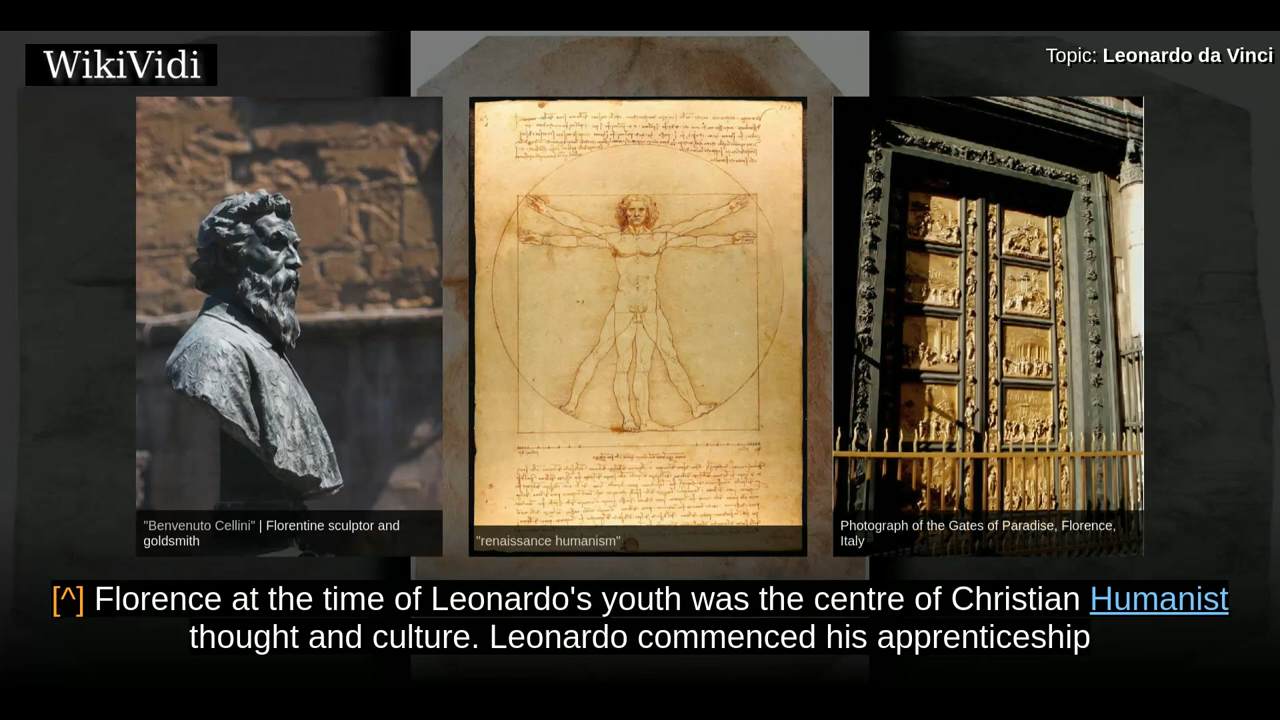 WikiVidi
Topic: Leonardo da Vinci
"Benvenuto Cellini" | Florentine sculptor and
goldsmith
"renaissance humanism"
Photograph of the Gates of Paradise, Florence,
Italy
[^] Florence at the time of Leonardo's youth was the centre of Christian Humanist
thought and culture. Leonardo commenced his apprenticeship